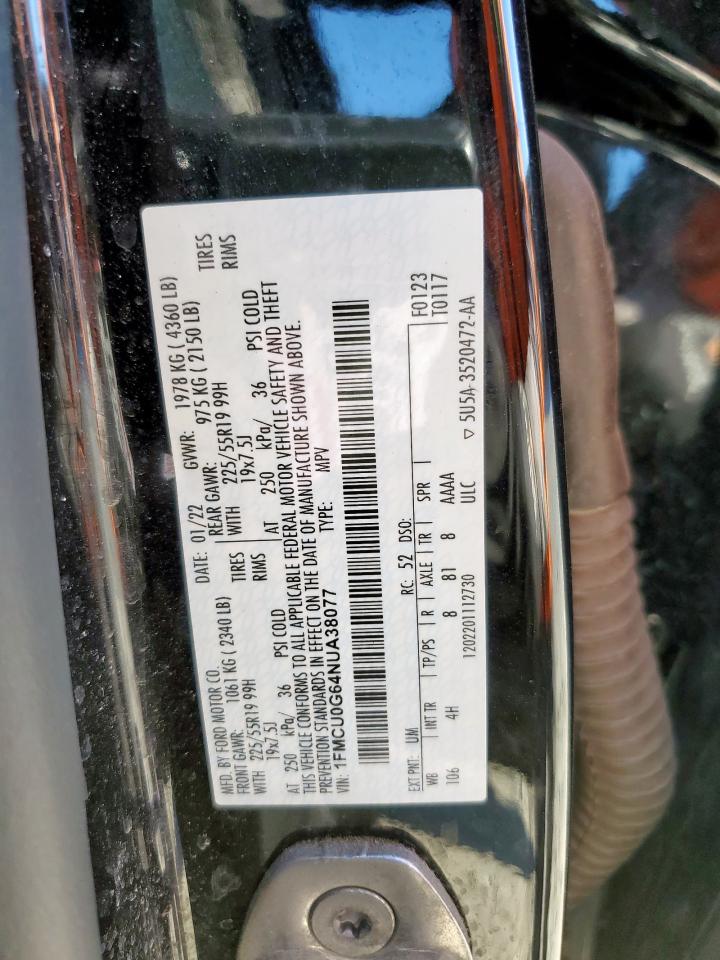 MFD. BY FORD MOTOR CO.
DATE: 01/22 GVWR: 1978 KG ( 4360 LB)
FRONT GAWR: 1061 KG ( 2340 LB) REAR GAWR: 975 KG ( 2150 LB)
WITH 225/55R19 99H TIRES WITH 225/55R19 99H TIRES
19x7.5J RIMS 19x7.5J RIMS
AT 250 kPa/ 36 PSI COLD AT 250 kPa/ 36 PSI COLD
THIS VEHICLE CONFORMS TO ALL APPLICABLE FEDERAL MOTOR VEHICLE SAFETY AND THEFT
PREVENTION STANDARDS IN EFFECT ON THE DATE OF MANUFACTURE SHOWN ABOVE.
VIN: 1FMCU0G64NUA38077 TYPE: MPV
EXT PNT: UM RC: 52 DSO: F0123
WB INT TR TP/PS R AXLE TR SPR T0117
106 4H 8 81 8 AAAA
1202201112730 ULC ▽ 5U5A-3520472-AA